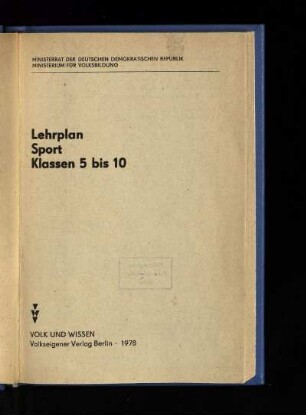 MINISTERRAT DER DEUTSCHEN DEMOKRATISCHEN REPUBLIK
MINISTERIUM FÜR VOLKSBILDUNG
Lehrplan
Sport
Klassen 5 bis 10
VOLK UND WISSEN
Volkseigener Verlag Berlin · 1978